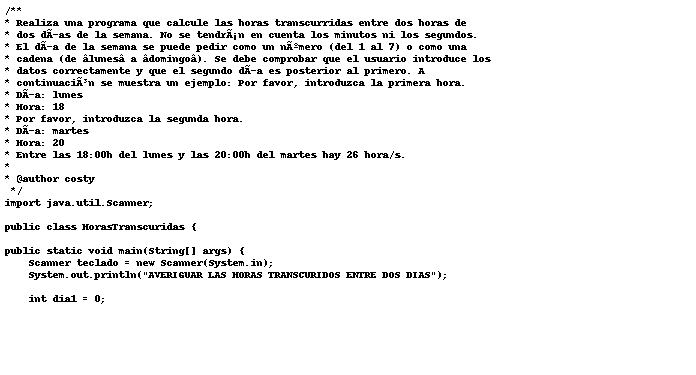 /**
* Realiza una programa que calcule las horas transcurridas entre dos horas de
* dos dÃ-as de la semana. No se tendrÃ¡n en cuenta los minutos ni los segundos.
* El dÃ-a de la semana se puede pedir como un nÃºmero (del 1 al 7) o como una
* cadena (de âlunesâ a âdomingoâ). Se debe comprobar que el usuario introduce los
* datos correctamente y que el segundo dÃ-a es posterior al primero. A
* continuaciÃ³n se muestra un ejemplo: Por favor, introduzca la primera hora.
* DÃ-a: lunes
* Hora: 18
* Por favor, introduzca la segunda hora.
* DÃ-a: martes
* Hora: 20
* Entre las 18:00h del lunes y las 20:00h del martes hay 26 hora/s.
*
* @author costy
*/
import java.util.Scanner;
public class HorasTranscuridas {
public static void main(String[] args) {
Scanner teclado = new Scanner(System.in);
System.out.println("AVERIGUAR LAS HORAS TRANSCURIDOS ENTRE DOS DIAS");
int dia1 = 0;